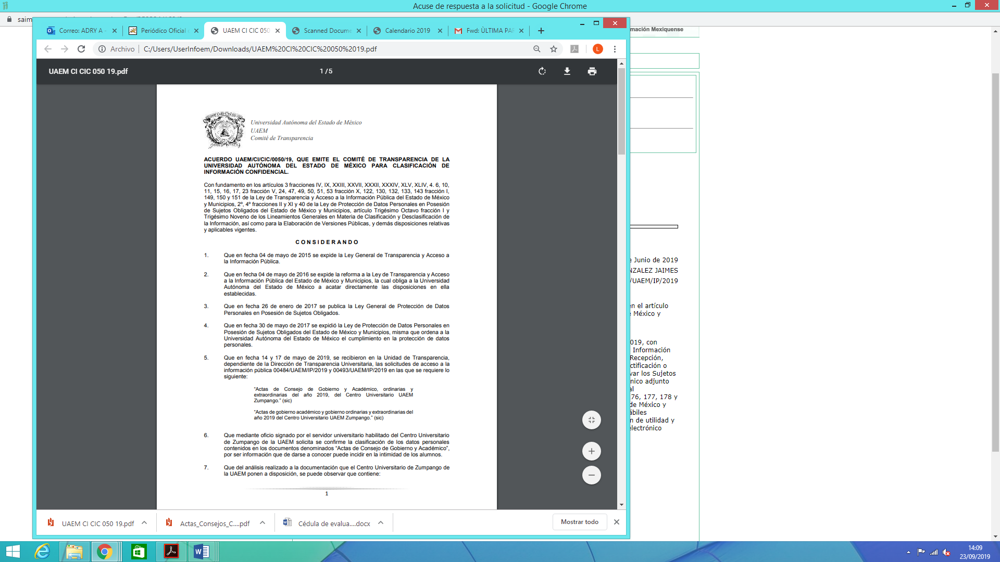 Acuse de respuesta a la solicitud - Google Chrome
saim
Correo: ADRY A -
Periódico Oficial
UAEM CI CIC 050
Scanned Docume
Calendario 2019
Fwd: ÙLTIMA PAR
Archivo
C:/Users/UserInfoem/Downloads/UAEM%20CI%20CIC%20050%2019.pdf
L
UAEM CI CIC 050 19.pdf
1 / 5
Universidad Autónoma del Estado de México
UAEM
Comité de Transparencia
ACUERDO UAEM/CI/CIC/0050/19, QUE EMITE EL COMITÉ DE TRANSPARENCIA DE LA
UNIVERSIDAD AUTÓNOMA DEL ESTADO DE MÉXICO PARA CLASIFICACIÓN DE
INFORMACIÓN CONFIDENCIAL.
Con fundamento en los artículos 3 fracciones IV, IX, XXIII, XXVII, XXXII, XXXIV, XLV, XLIV, 4. 6, 10,
11, 15, 16, 17, 23 fracción V, 24, 47, 49, 50, 51, 53 fracción X, 122, 130, 132, 133, 143 fracción I,
149, 150 y 151 de la Ley de Transparencia y Acceso a la Información Pública del Estado de México
y Municipios, 2º, 4º fracciones II y XI y 40 de la Ley de Protección de Datos Personales en Posesión
de Sujetos Obligados del Estado de México y Municipios, artículo Trigésimo Octavo fracción I y
Trigésimo Noveno de los Lineamientos Generales en Materia de Clasificación y Desclasificación de
la Información, así como para la Elaboración de Versiones Públicas, y demás disposiciones relativas
y aplicables vigentes.
C O N S I D E R A N D O
1. Que en fecha 04 de mayo de 2015 se expide la Ley General de Transparencia y Acceso a
la Información Pública.
2. Que en fecha 04 de mayo de 2016 se expide la reforma a la Ley de Transparencia y Acceso
a la Información Pública del Estado de México y Municipios, la cual obliga a la Universidad
Autónoma del Estado de México a acatar directamente las disposiciones en ella
establecidas.
3. Que en fecha 26 de enero de 2017 se publica la Ley General de Protección de Datos
Personales en Posesión de Sujetos Obligados.
4. Que en fecha 30 de mayo de 2017 se expidió la Ley de Protección de Datos Personales en
Posesión de Sujetos Obligados del Estado de México y Municipios, misma que ordena a la
Universidad Autónoma del Estado de México el cumplimiento en la protección de datos
personales.
5. Que en fecha 14 y 17 de mayo de 2019, se recibieron en la Unidad de Transparencia,
dependiente de la Dirección de Transparencia Universitaria, las solicitudes de acceso a la
información pública 00484/UAEM/IP/2019 y 00493/UAEM/IP/2019 en las que se requiere lo
siguiente:
“Actas de Consejo de Gobierno y Académico, ordinarias y
extraordinarias del año 2019, del Centro Universitario UAEM
Zumpango.” (sic)
“Actas de gobierno académico y gobierno ordinarias y extraordinarias del
año 2019 del Centro Universitario UAEM Zumpango.” (sic)
6. Que mediante oficio signado por el servidor universitario habilitado del Centro Universitario
de Zumpango de la UAEM solicita se confirme la clasificación de los datos personales
contenidos en los documentos denominados “Actas de Consejo de Gobierno y Académico”,
por ser información que de darse a conocer puede incidir en la intimidad de los alumnos.
7. Que del análisis realizado a la documentación que el Centro Universitario de Zumpango de
la UAEM ponen a disposición, se puede observar que contiene:
1
mación Mexiquense
e Junio de 2019
NZALEZ JAIMES
/UAEM/IP/2019
en el artículo
e México y
019, con
Información
Recepción,
ctificación o
var los Sujetos
nico adjunto
al
76, 177, 178 y
de México y
ábiles
n de utilidad y
electrónico
UAEM CI CIC 050 19.pdf
Actas_Consejos_C....pdf
Cédula de evalua....docx
Mostrar todo
14:09
23/09/2019